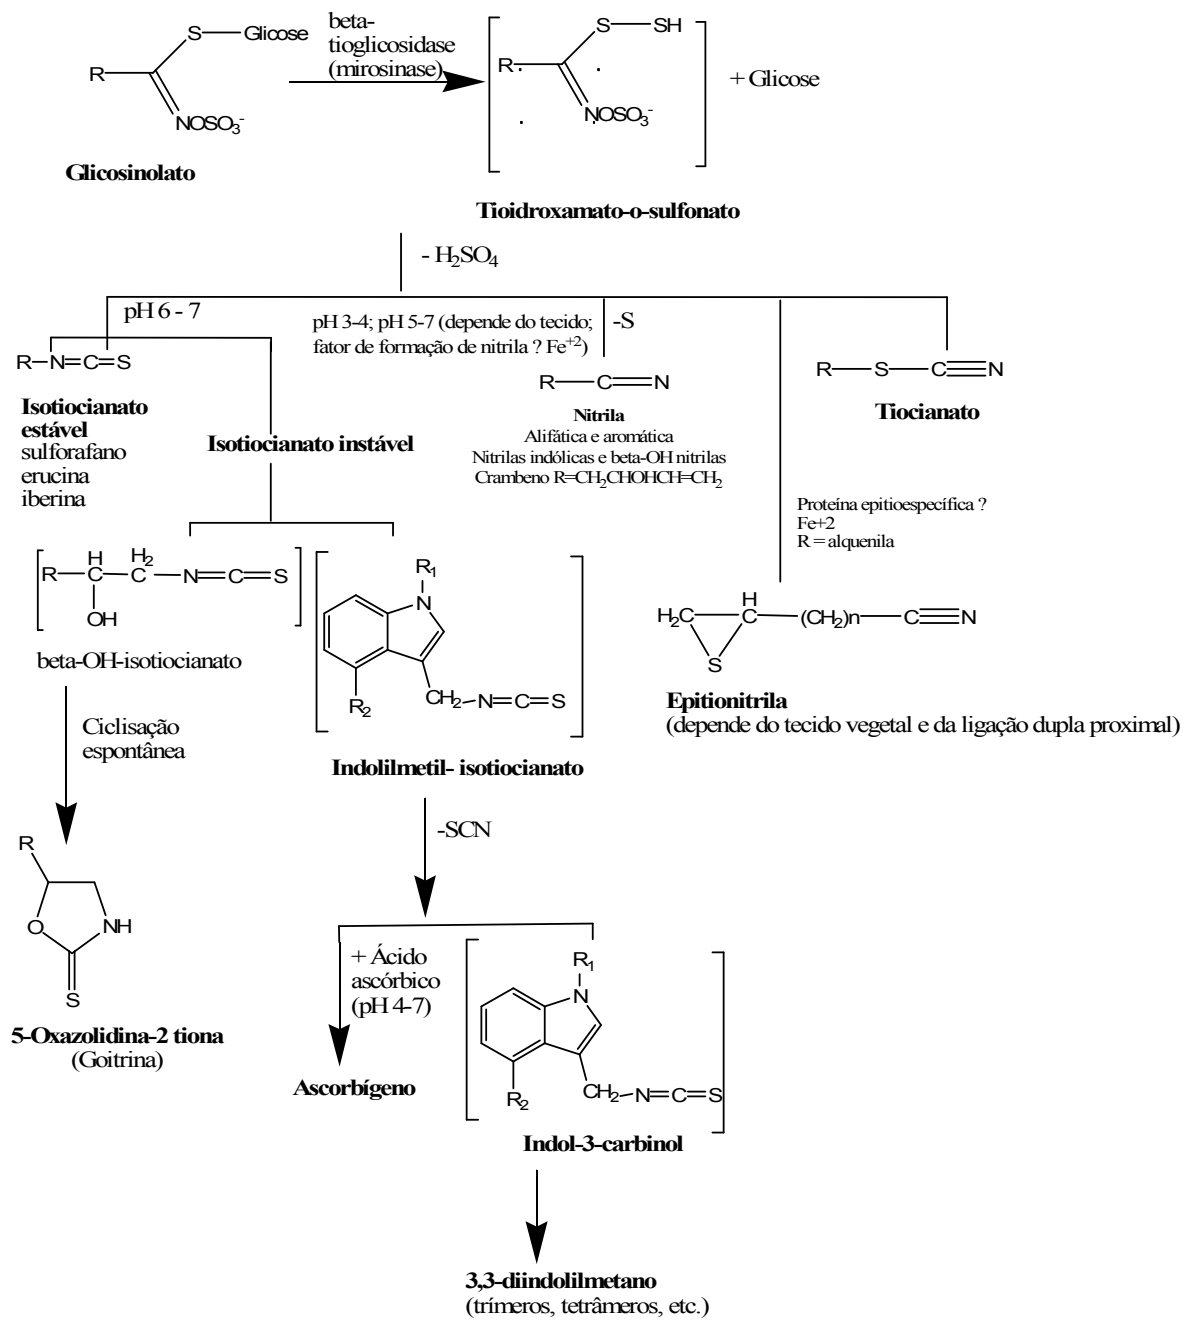 S—Glicose
R
NOSO3-
Glicosinolato
beta-
tioglicosidase
(mirosinase)
S—SH
R
NOSO3-
+ Glicose
Tioidroxamato-o-sulfonato
- H2SO4
pH 6 - 7
pH 3-4; pH 5-7 (depende do tecido;
fator de formação de nitrila ? Fe+2)
-S
R–N=C=S
Isotiocianato
estável
sulforafano
erucina
iberina
Isotiocianato instável
R—C=N
Nitrila
Alifática e aromática
Nitrilas indólicas e beta-OH nitrilas
Crambeno R=CH2CHOHCH=CH2
R—S—C≡N
Tiocianato
Proteína epitioespecífica ?
Fe+2
R = alquenila
H H2
R—C—C—N=C=S
OH
beta-OH-isotiocianato
R1
N
R2
CH2–N=C=S
Indolilmetil- isotiocianato
H
H2C (CH2)n—C≡N
S
Epitionitrila
(depende do tecido vegetal e da ligação dupla proximal)
Ciclisação
espontânea
-SCN
R
O NH
S
5-Oxazolidina-2 tiona
(Goitrina)
+ Ácido
ascórbico
(pH 4-7)
Ascorbígeno
R1
N
R2
CH2–N=C=S
Indol-3-carbinol
3,3-diindolilmetano
(trímeros, tetrâmeros, etc.)